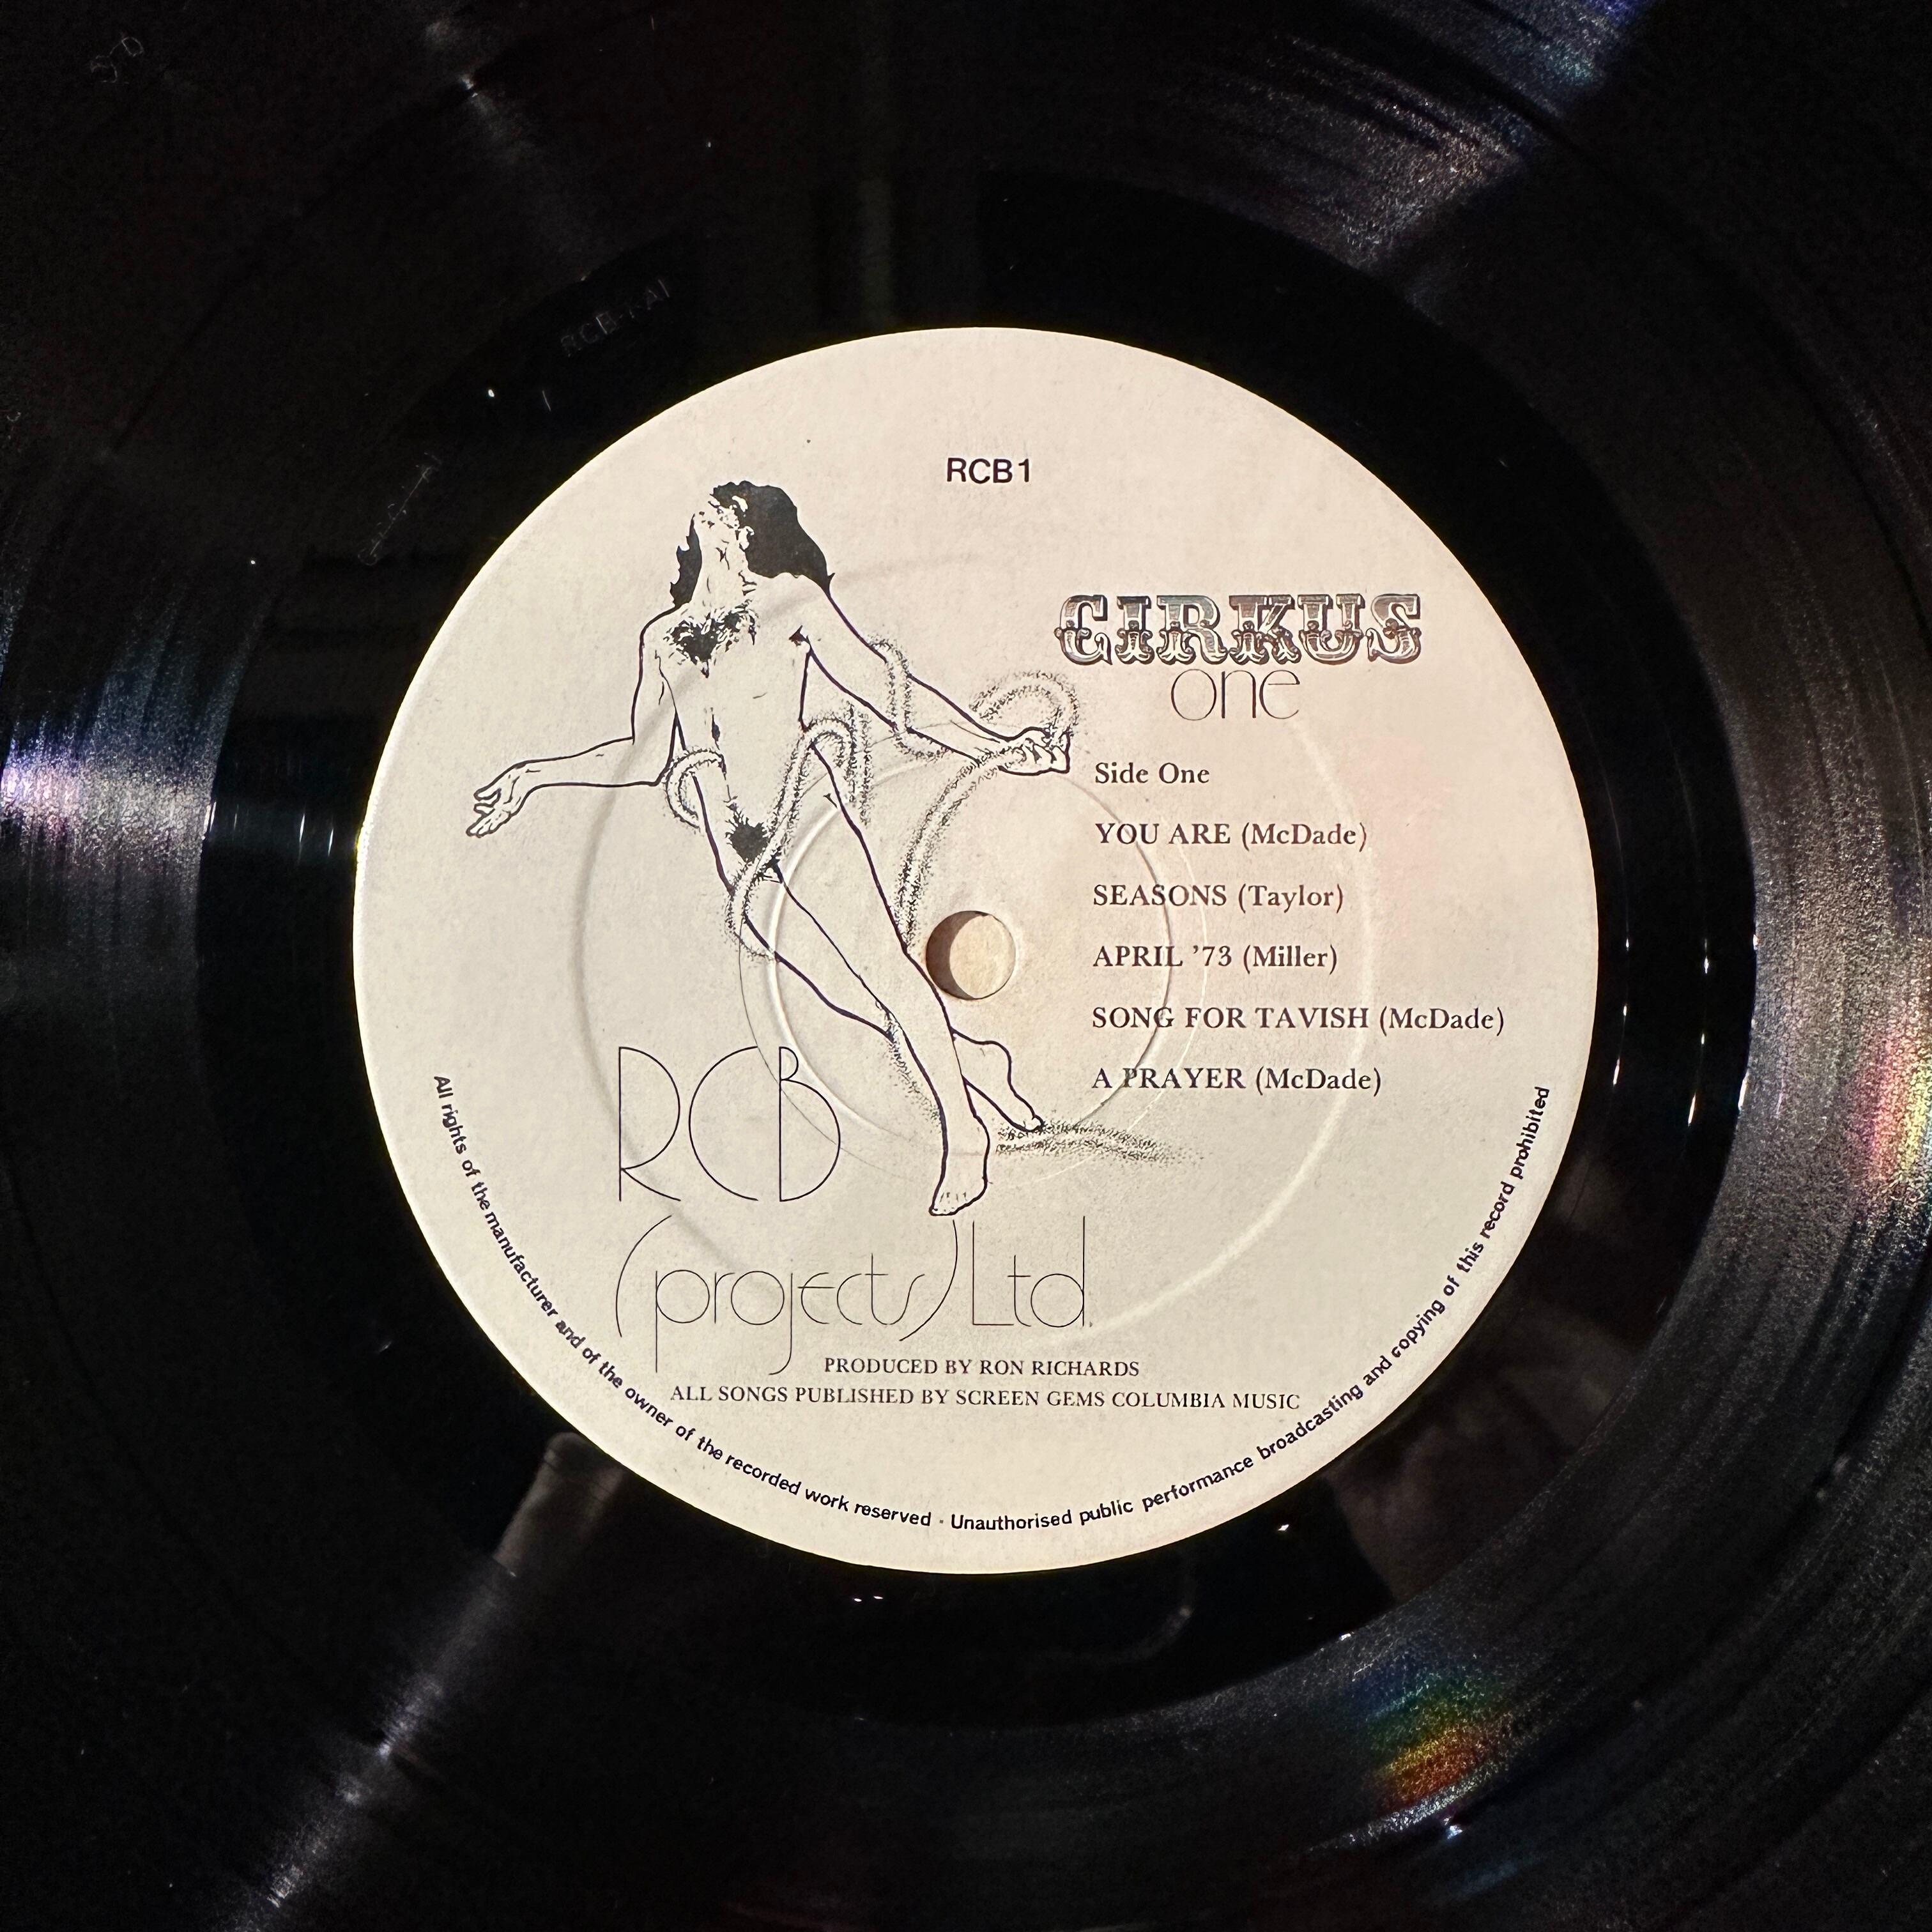 RCB-1-A1
RCB1
CIRKUS
one
Side One
YOU ARE (McDade)
SEASONS (Taylor)
APRIL ’73 (Miller)
SONG FOR TAVISH (McDade)
A PRAYER (McDade)
RCB
(projects) Ltd.
PRODUCED BY RON RICHARDS
ALL SONGS PUBLISHED BY SCREEN GEMS COLUMBIA MUSIC
All rights of the manufacturer and of the owner of the recorded work reserved · Unauthorised public performance broadcasting and copying of this record prohibited